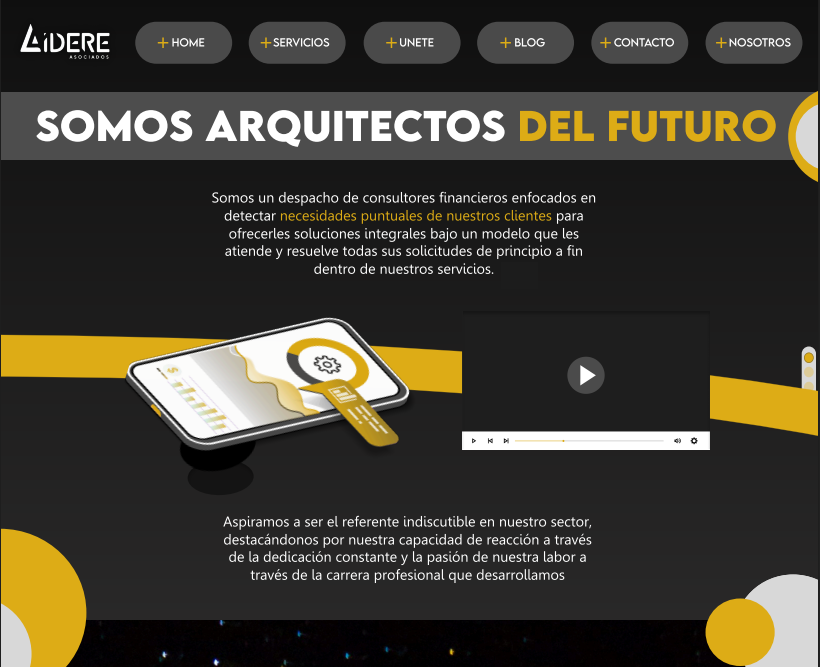 LIDERE
ASOCIADOS
+ HOME
+ SERVICIOS
+ UNETE
+ BLOG
+ CONTACTO
+ NOSOTROS
SOMOS ARQUITECTOS DEL FUTURO
Somos un despacho de consultores financieros enfocados en
detectar necesidades puntuales de nuestros clientes para
ofrecerles soluciones integrales bajo un modelo que les
atiende y resuelve todas sus solicitudes de principio a fin
dentro de nuestros servicios.
$
Aspiramos a ser el referente indiscutible en nuestro sector,
destacándonos por nuestra capacidad de reacción a través
de la dedicación constante y la pasión de nuestra labor a
través de la carrera profesional que desarrollamos